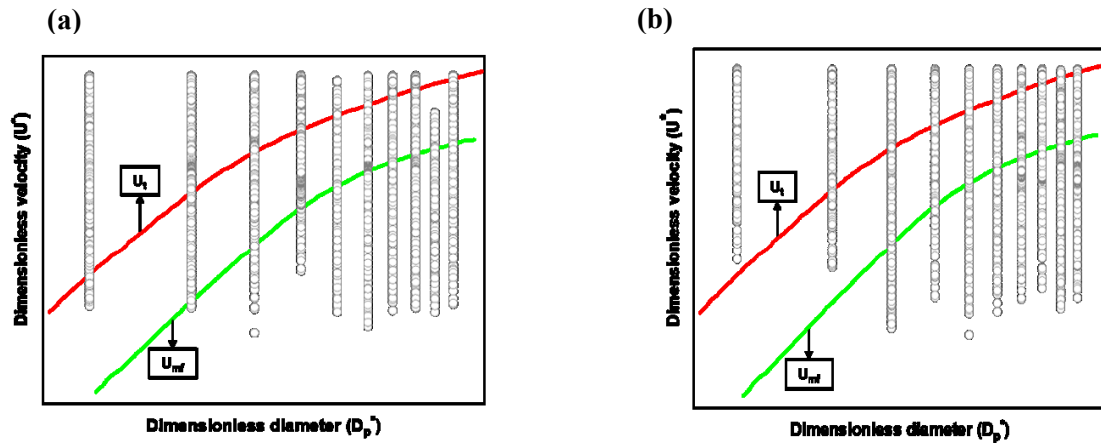 (a)
Dimensionless velocity (U*)
Ut
Umf
Dimensionless diameter (Dp*)
(b)
Dimensionless velocity (U*)
Ut
Umf
Dimensionless diameter (Dp*)